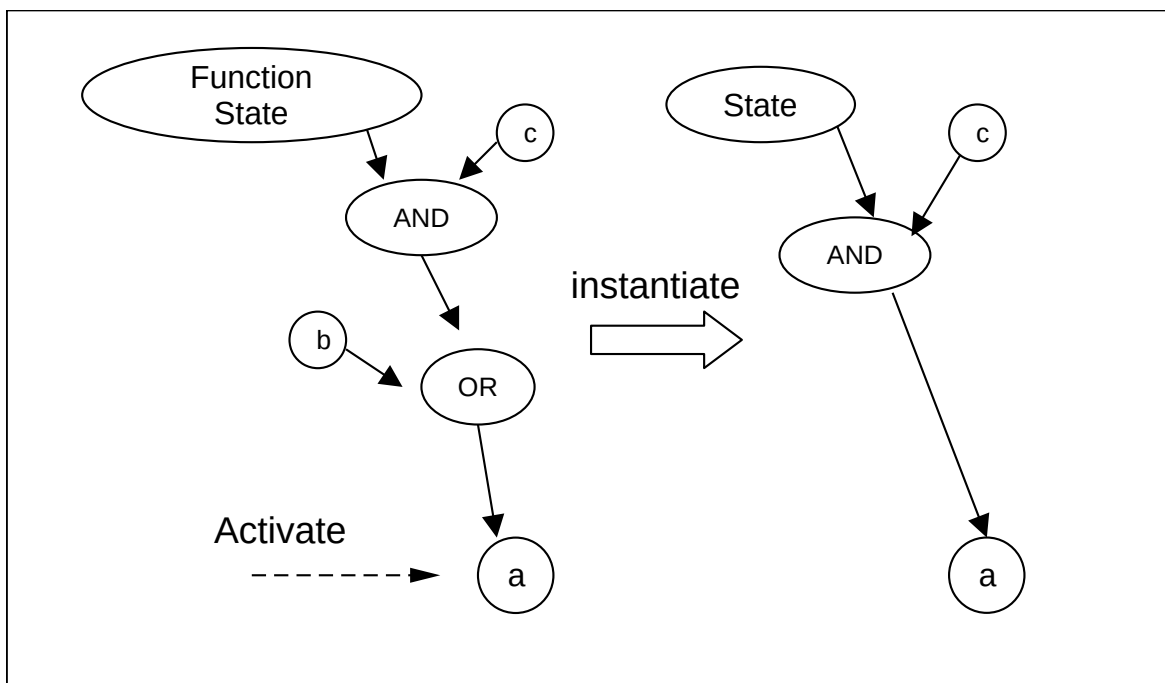 Function
State
c
AND
b
OR
Activate
a
instantiate
State
c
AND
a